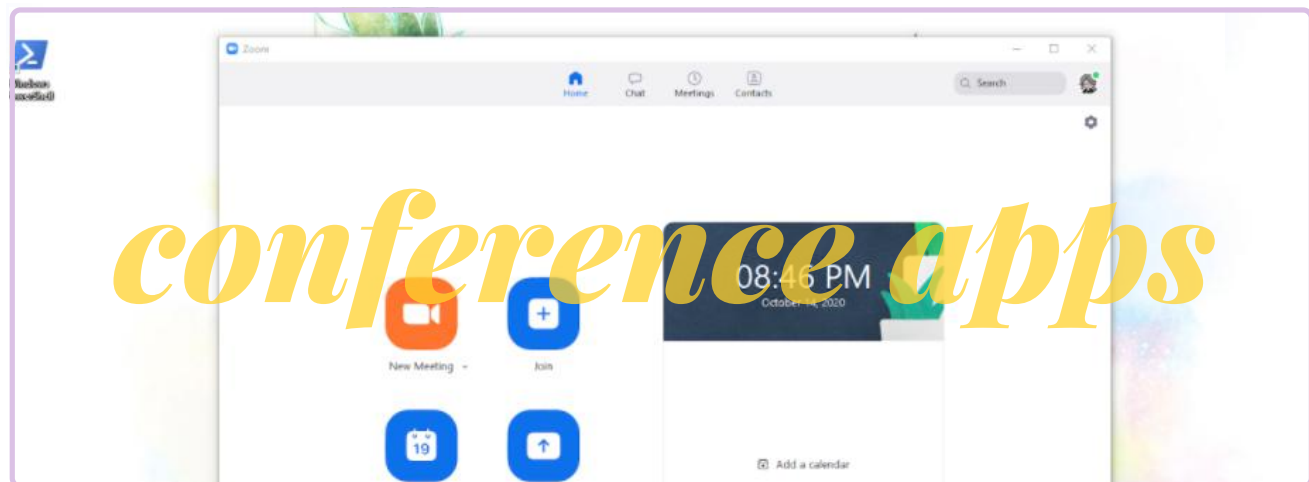 Zoom
Home
Chat
Meetings
Contacts
Search
conference apps
08:46 PM
October 14, 2020
New Meeting
Join
19
Add a calendar